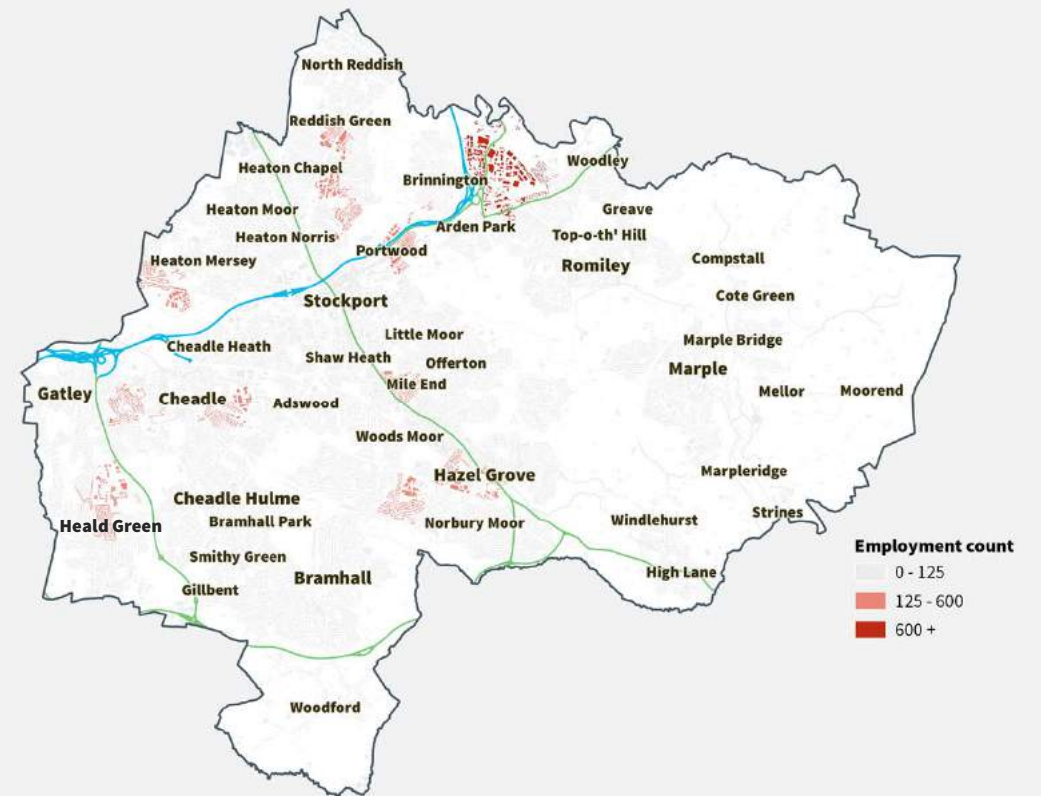 North Reddish
Reddish Green
Heaton Chapel
Woodley
Brinnington
Heaton Moor
Greave
Arden Park
Heaton Norris
Top-o-th' Hill
Portwood
Heaton Mersey
Romiley
Compstall
Stockport
Cote Green
Little Moor
Marple Bridge
Cheadle Heath
Shaw Heath
Offerton
Marple
Mile End
Gatley
Cheadle
Adswood
Mellor
Moorend
Woods Moor
Hazel Grove
Marpleridge
Cheadle Hulme
Strines
Heald Green
Bramhall Park
Norbury Moor
Windlehurst
Smithy Green
Bramhall
High Lane
Gillbent
Woodford
Employment count
0 - 125
125 - 600
600 +